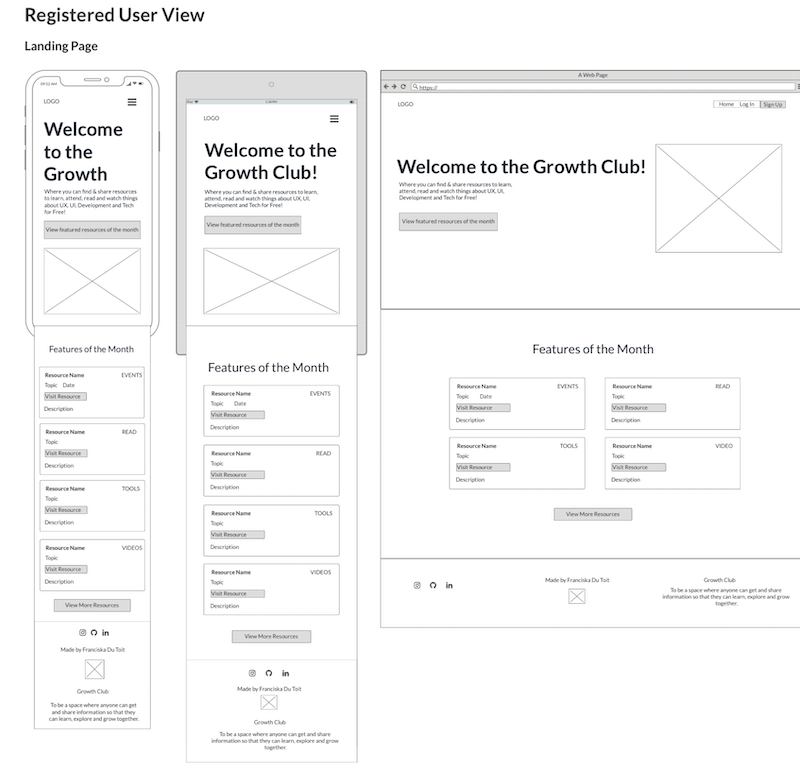 Registered User View
Landing Page
09:12 AM
LOGO
Welcome
to the
Growth
Where you can find & share resources
to learn, attend, read and watch things
about UX, UI, Development and Tech
for Free!
View featured resources of the month
Features of the Month
Resource Name EVENTS
Topic Date
Visit Resource
Description
Resource Name READ
Topic
Visit Resource
Description
Resource Name TOOLS
Topic
Visit Resource
Description
Resource Name VIDEOS
Topic
Visit Resource
Description
View More Resources
Made by Franciska Du Toit
Growth Club
To be a space where anyone can get
and share information so that they
can learn, explore and grow together.
LOGO
Welcome to the
Growth Club!
Where you can find & share resources to learn,
attend, read and watch things about UX, UI,
Development and Tech for Free!
View featured resources of the month
Features of the Month
Resource Name EVENTS
Topic Date
Visit Resource
Description
Resource Name READ
Topic
Visit Resource
Description
Resource Name TOOLS
Topic
Visit Resource
Description
Resource Name VIDEOS
Topic
Visit Resource
Description
View More Resources
Made by Franciska Du Toit
Growth Club
To be a space where anyone can get and share
information so that they can learn, explore and grow
together.
A Web Page
https://
LOGO
Home Log In Sign Up
Welcome to the Growth Club!
Where you can find & share resources to learn,
attend, read and watch things about UX, UI,
Development and Tech for Free!
View featured resources of the month
Features of the Month
Resource Name EVENTS
Topic Date
Visit Resource
Description
Resource Name READ
Topic
Visit Resource
Description
Resource Name TOOLS
Topic
Visit Resource
Description
Resource Name VIDEO
Topic
Visit Resource
Description
View More Resources
Made by Franciska Du Toit
Growth Club
To be a space where anyone can get and share
information so that they can learn, explore and grow
together.